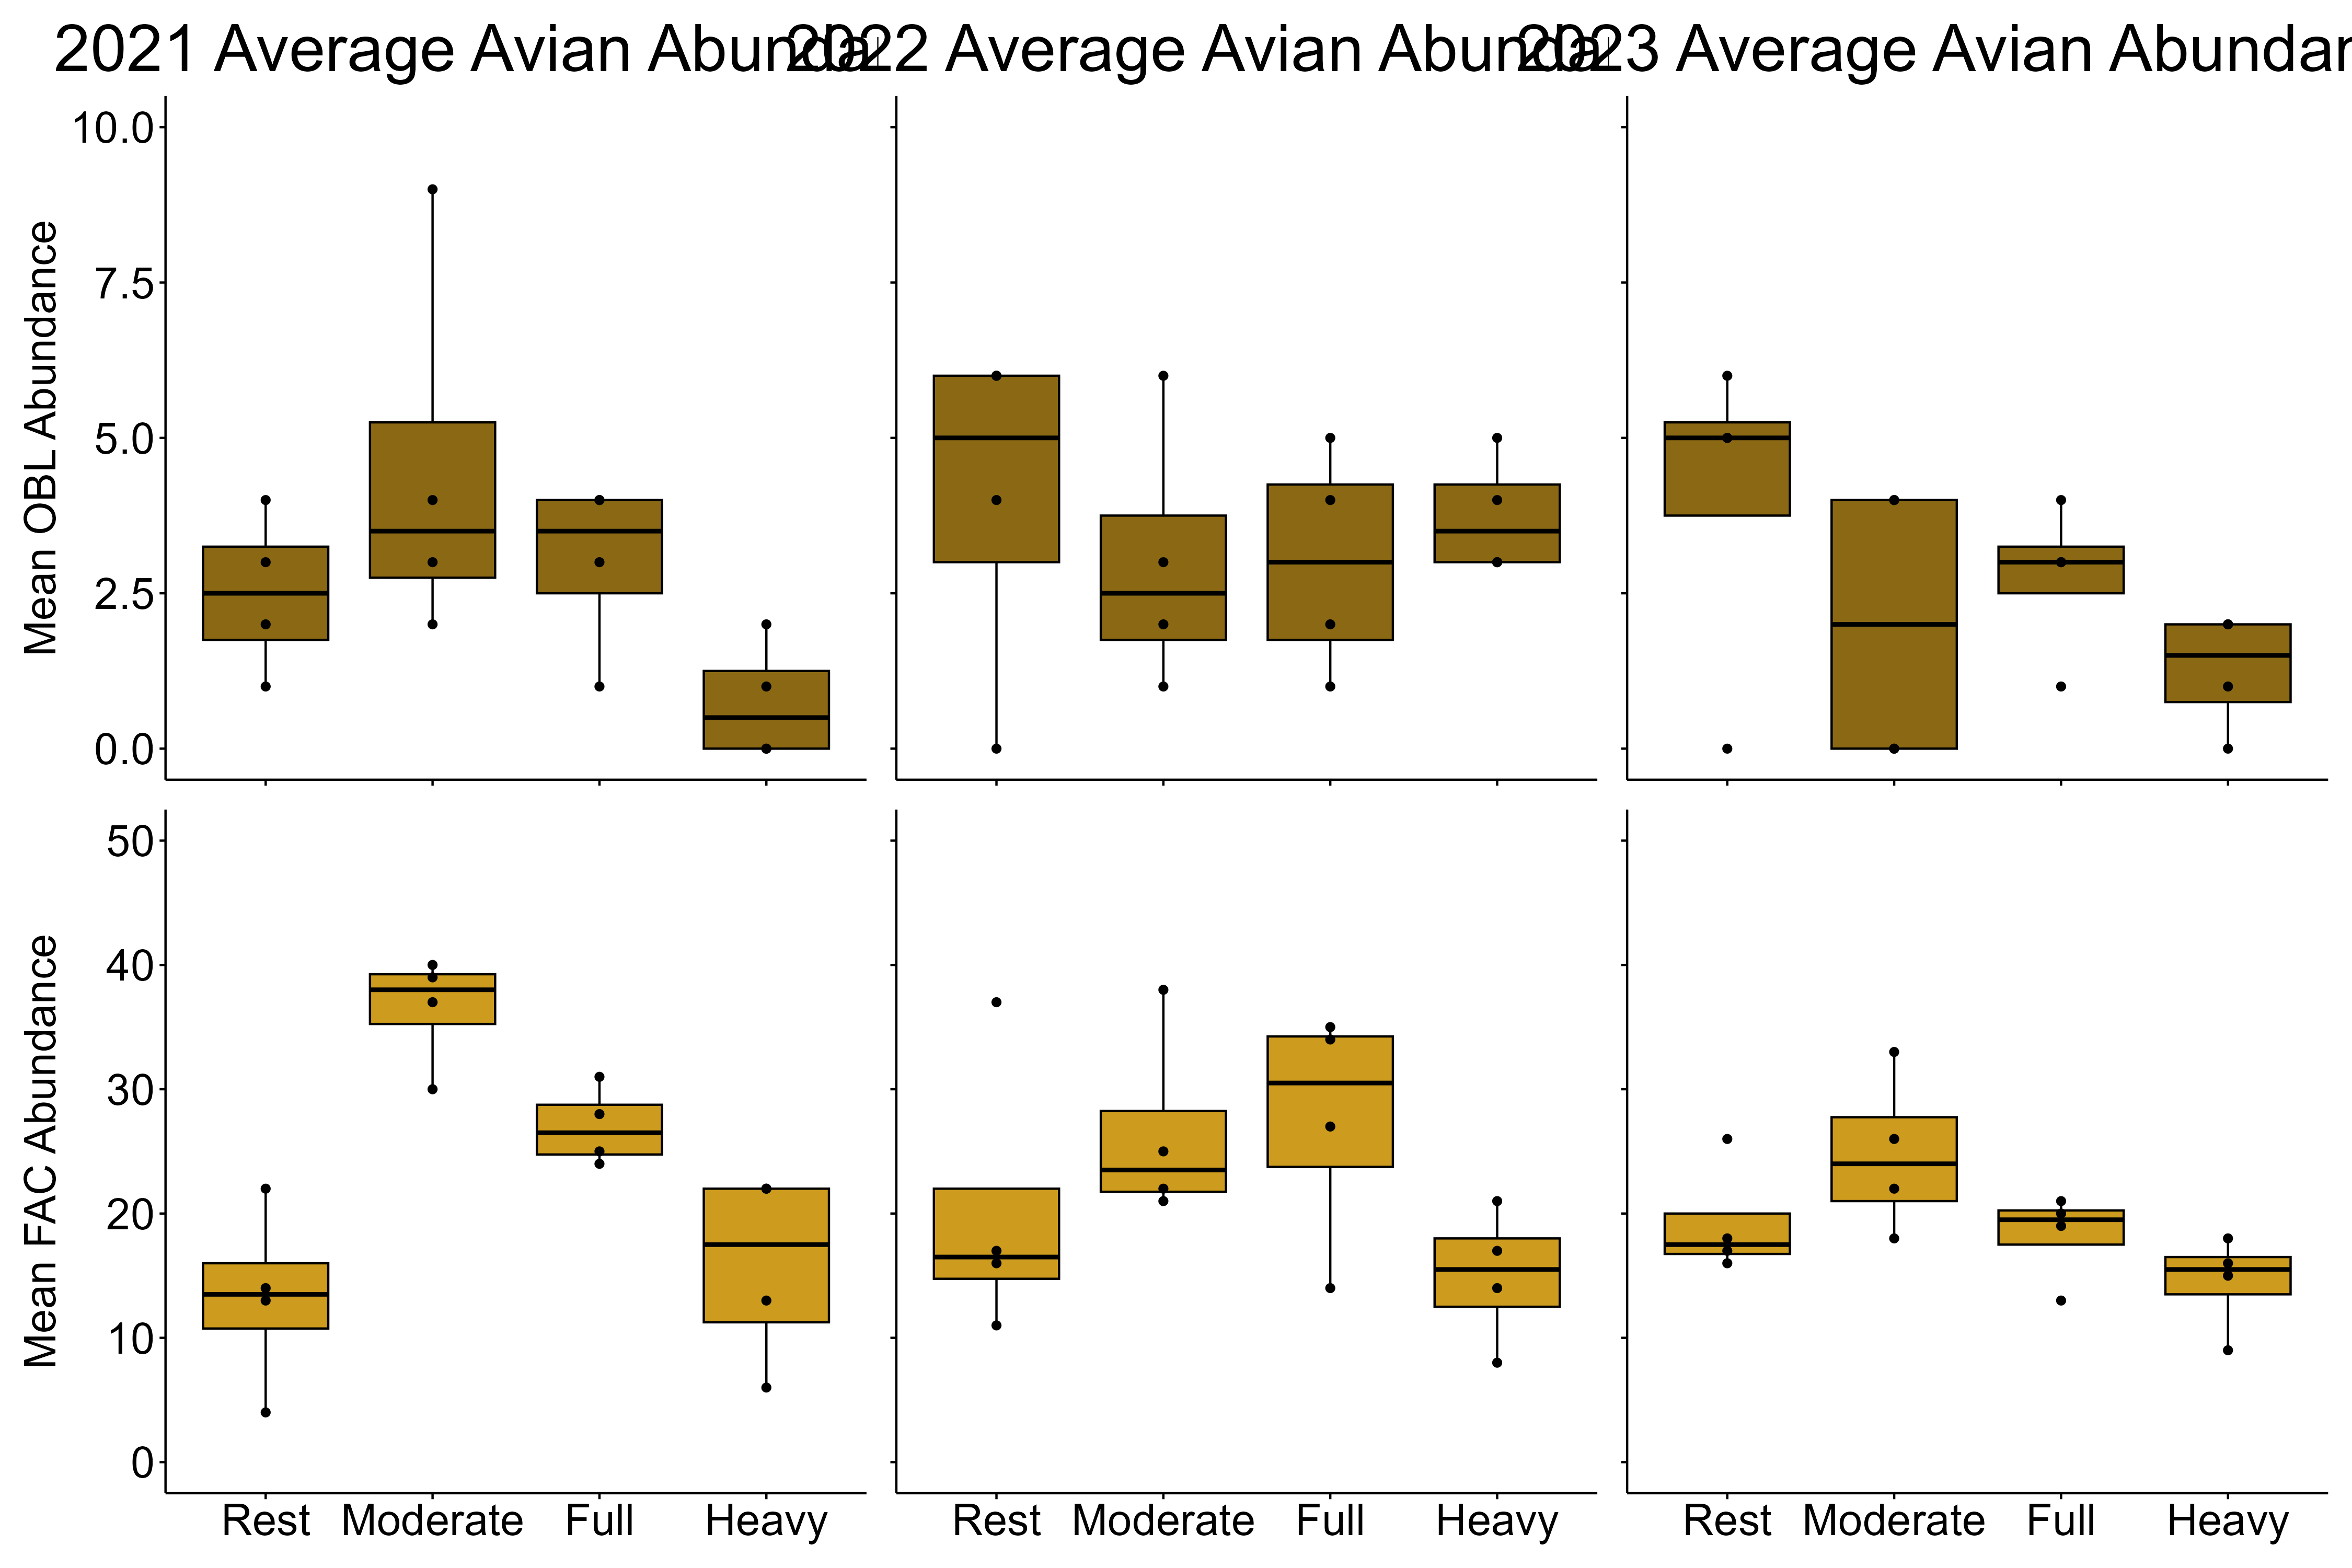 2021 Average Avian Abunda
2022 Average Avian Abunda
2023 Average Avian Abundan
Mean OBL Abundance
10.0
7.5
5.0
2.5
0.0
Mean FAC Abundance
50
40
30
20
10
0
Rest Moderate Full Heavy
Rest Moderate Full Heavy
Rest Moderate Full Heavy